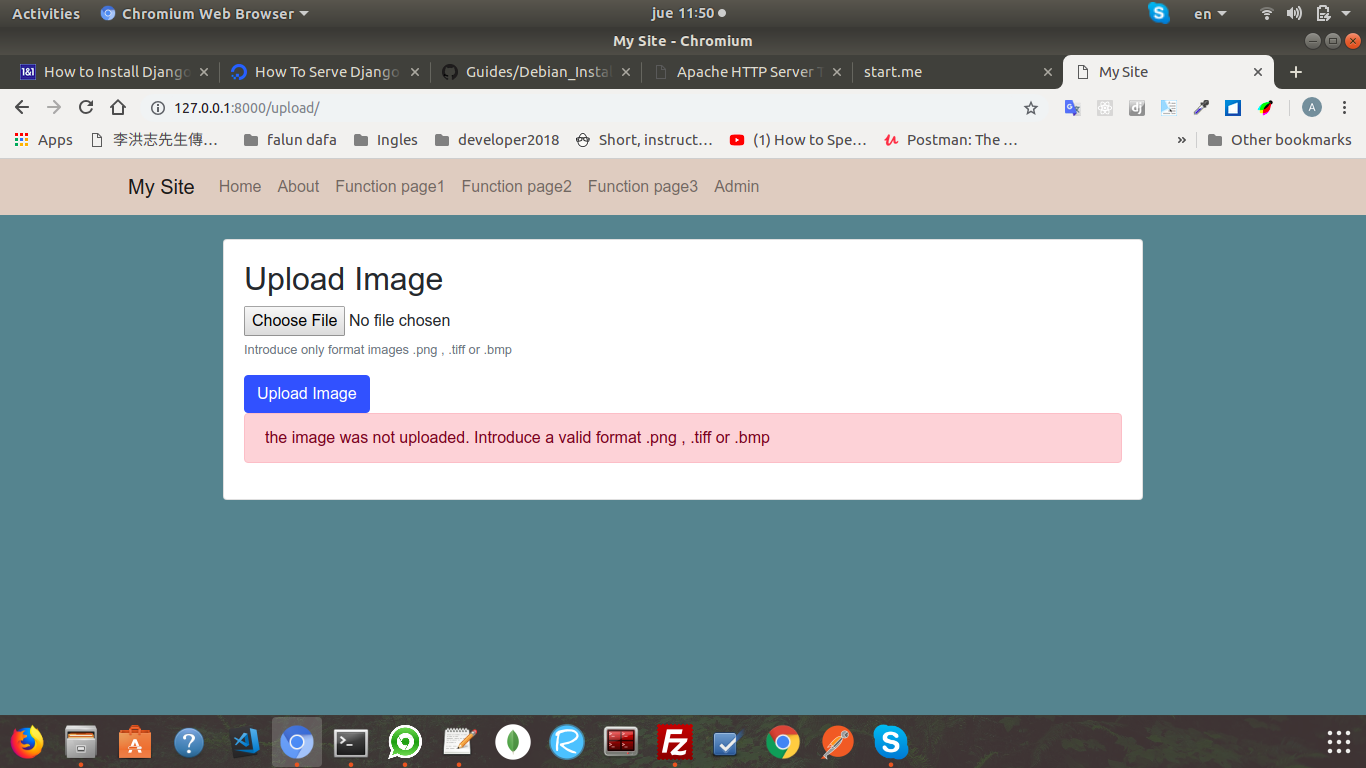 Activities Chromium Web Browser jue 11:50 en
My Site - Chromium
How to Install Django How To Serve Django Guides/Debian_Instal Apache HTTP Server T start.me My Site
127.0.0.1:8000/upload/ A
Apps 李洪志先生傳… falun dafa Ingles developer2018 Short, instruct… (1) How to Spe… Postman: The … » Other bookmarks
My Site Home About Function page1 Function page2 Function page3 Admin
Upload Image
Choose File No file chosen
Introduce only format images .png , .tiff or .bmp
Upload Image
the image was not uploaded. Introduce a valid format .png , .tiff or .bmp